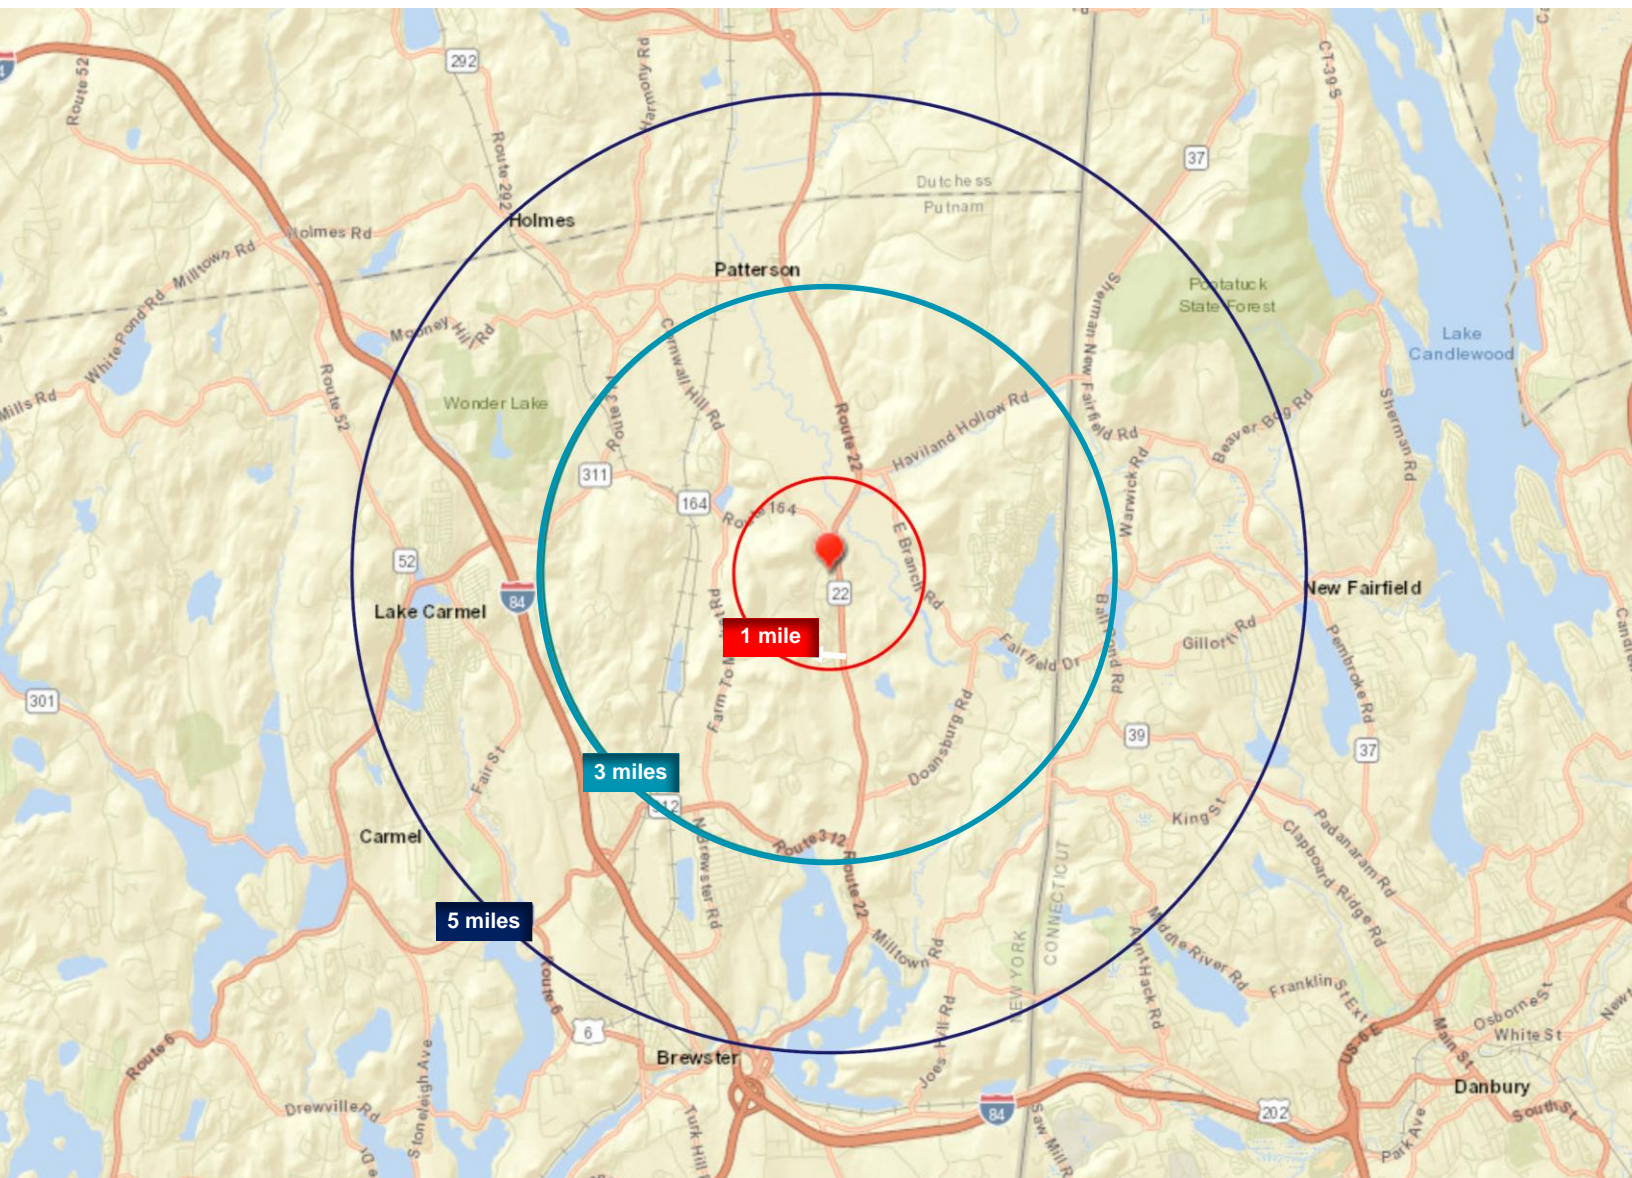 292
Route 52
Harmony Rd
CT-39 S
Route 292
37
Dutchess
Putnam
Holmes
Holmes Rd
Milltown Rd
White Pond Rd
Patterson
Pootatuck
State Forest
Sherman New Fairfield Rd
Lake
Candlewood
Mooney Hill Rd
Cornwall Hill Rd
Mills Rd
Route 52
Wonder Lake
Route 22
Haviland Hollow Rd
Beaver Bog Rd
Sherman Rd
Warwick Rd
311
164
Route 164
E Branch Rd
52
84
22
Lake Carmel
New Fairfield
1 mile
Ball Pond Rd
Gillotti Rd
Fairfield Dr
Pembroke Rd
301
Farm To M
Doansburg Rd
39
37
Fair St
3 miles
312
King St
Padanaram Rd
Clapboard Ridge Rd
Carmel
Route 312
Route 22
N Brewster Rd
5 miles
Milltown Rd
NEW YORK
CONNECTICUT
Middle River Rd
Aunt Hack Rd
Franklin St Ext
Osborne St
White St
Newt
Route 6
6
Brewster
Joes Hill Rd
US-6 E
Main St
Danbury
Route 6
Stoneleigh Ave
Drewville Rd
84
202
South St
Turk Hill
Saw Mill R
Park Ave